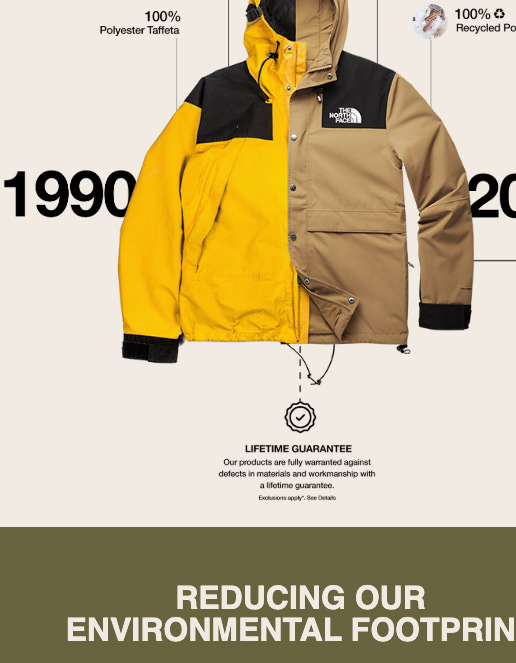 100%
Polyester Taffeta
100%
Recycled Po
THE
NORTH
FACE
1990
20
LIFETIME GUARANTEE
Our products are fully warranted against
defects in materials and workmanship with
a lifetime guarantee.
Exclusions apply*. See Details
REDUCING OUR
ENVIRONMENTAL FOOTPRIN